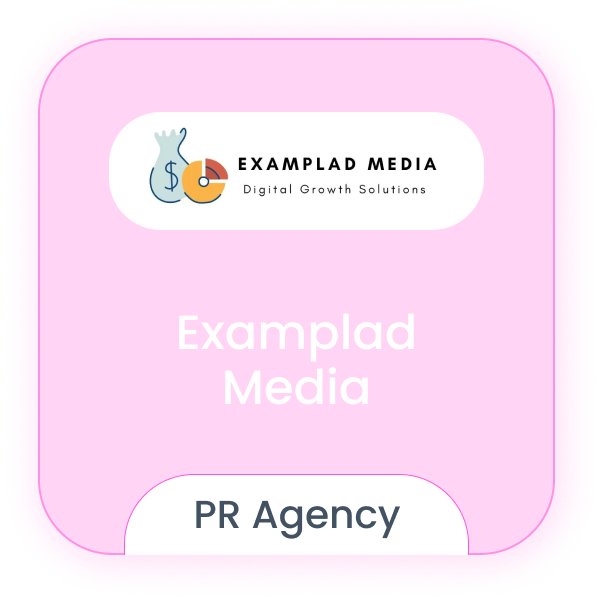 $
EXAMPLAD MEDIA
Digital Growth Solutions
Examplad
Media
PR Agency